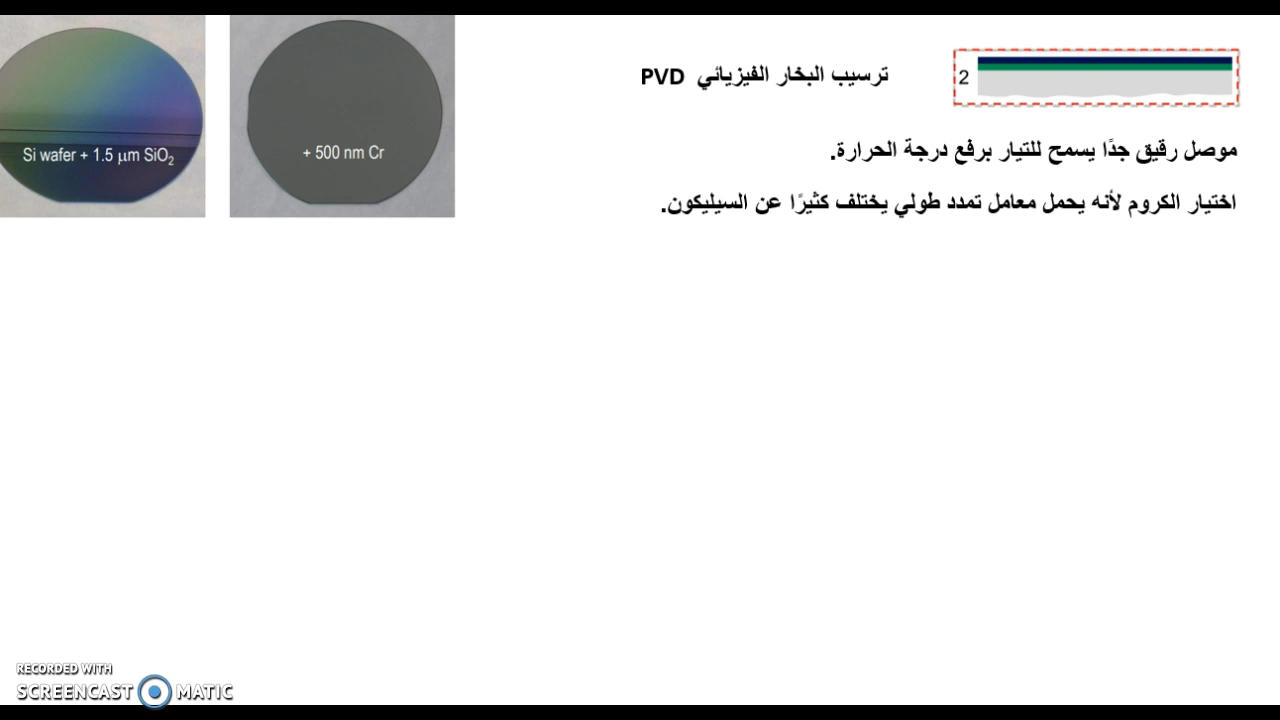 2
ترسيب البخار الفيزيائي PVD
موصل رقيق جدًا يسمح للتيار برفع درجة الحرارة.
اختيار الكروم لأنه يحمل معامل تمدد طولي يختلف كثيرًا عن السيليكون.
+ 500 nm Cr
Si wafer + 1.5 μm SiO₂
RECORDED WITH
SCREENCAST MATIC